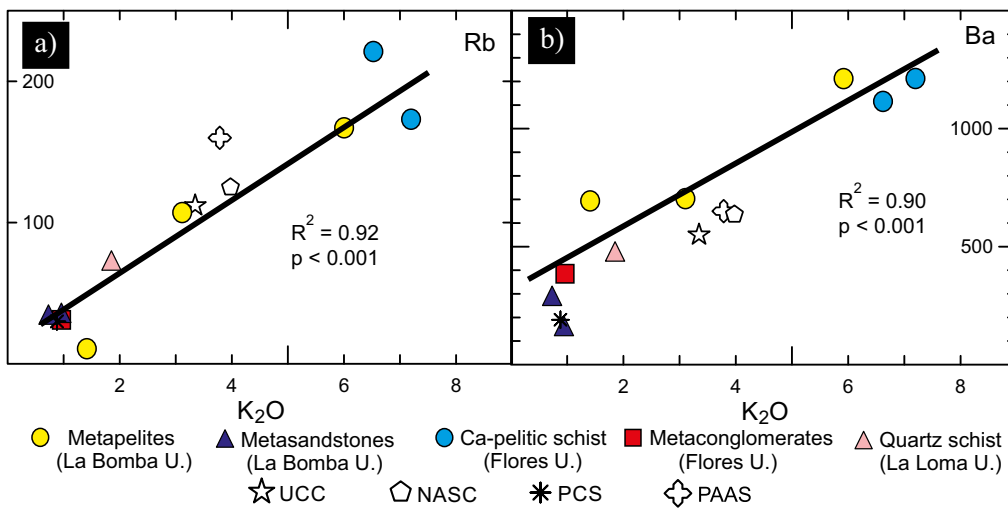 a)
Rb
200
100
R² = 0.92
p < 0.001
2
4
6
8
K₂O
b)
Ba
1000
500
R² = 0.90
p < 0.001
2
4
6
8
K₂O
Metapelites
(La Bomba U.)
Metasandstones
(La Bomba U.)
Ca-pelitic schist
(Flores U.)
Metaconglomerates
(Flores U.)
Quartz schist
(La Loma U.)
UCC
NASC
PCS
PAAS